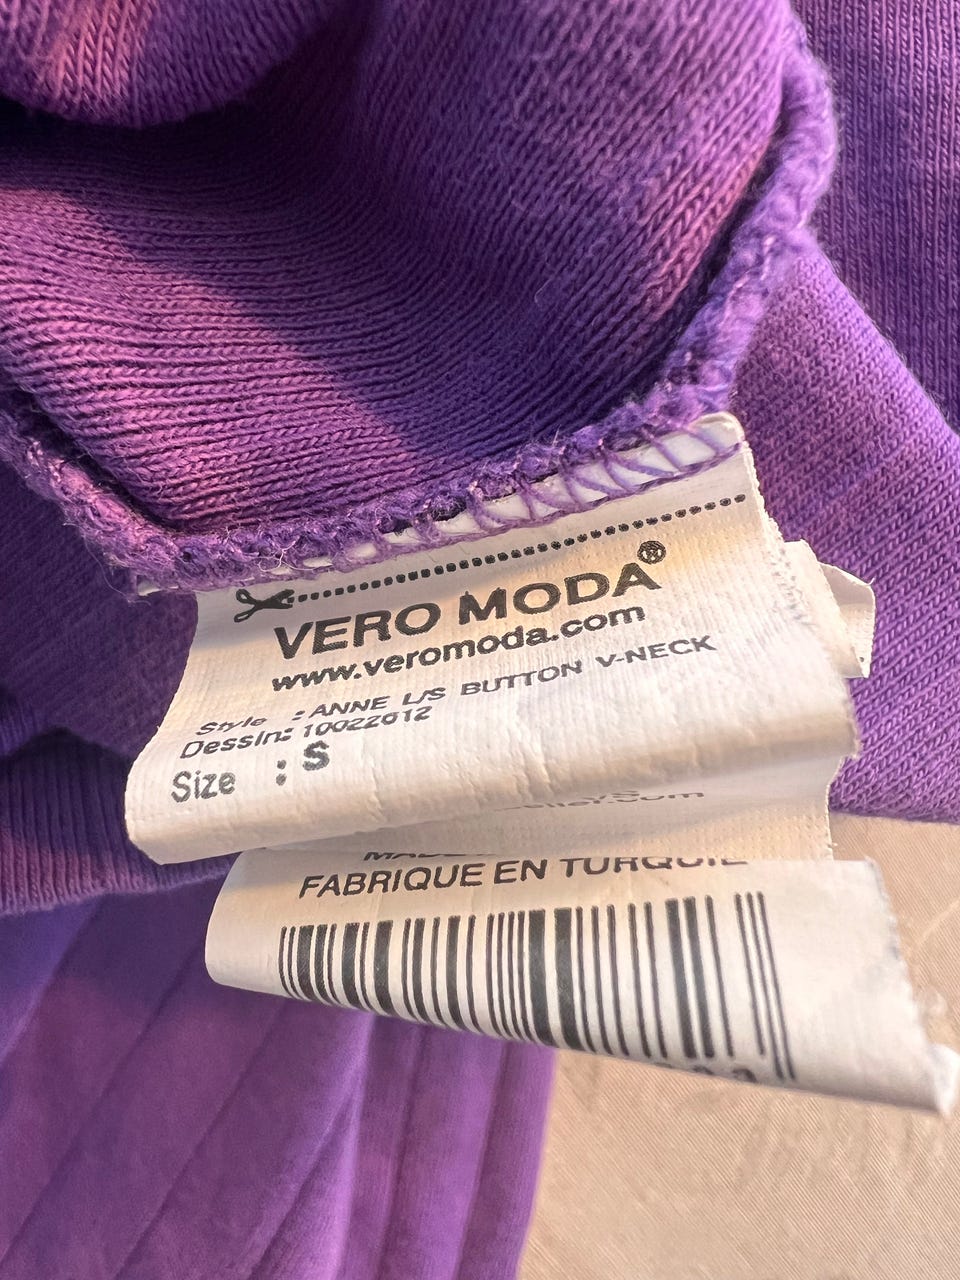 VERO MODA®
www.veromoda.com
Style : ANNE L/S BUTTON V-NECK
Dessin: 10022612
Size : S
FABRIQUE EN TURQUIE